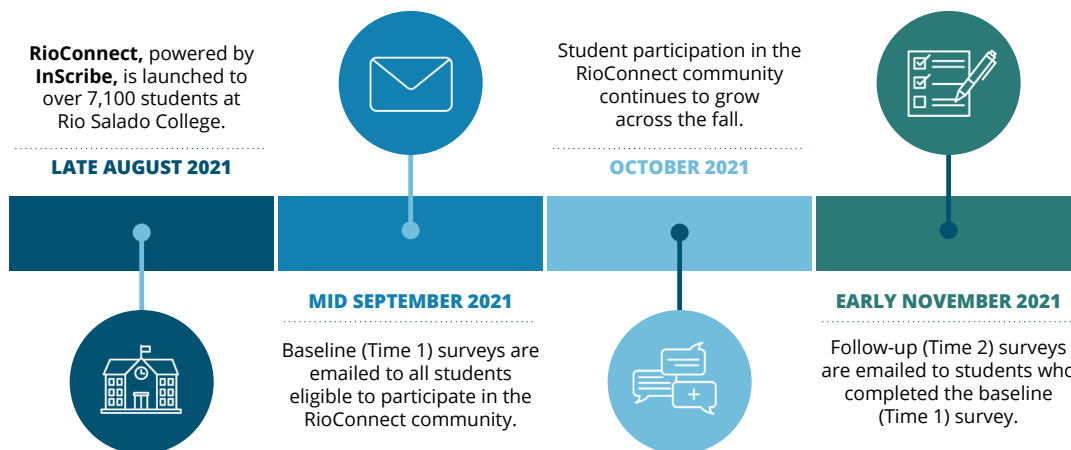 RioConnect, powered by
InScribe, is launched to
over 7,100 students at
Rio Salado College.
LATE AUGUST 2021
MID SEPTEMBER 2021
Baseline (Time 1) surveys are
emailed to all students
eligible to participate in the
RioConnect community.
Student participation in the
RioConnect community
continues to grow
across the fall.
OCTOBER 2021
EARLY NOVEMBER 2021
Follow-up (Time 2) surveys
are emailed to students who
completed the baseline
(Time 1) survey.